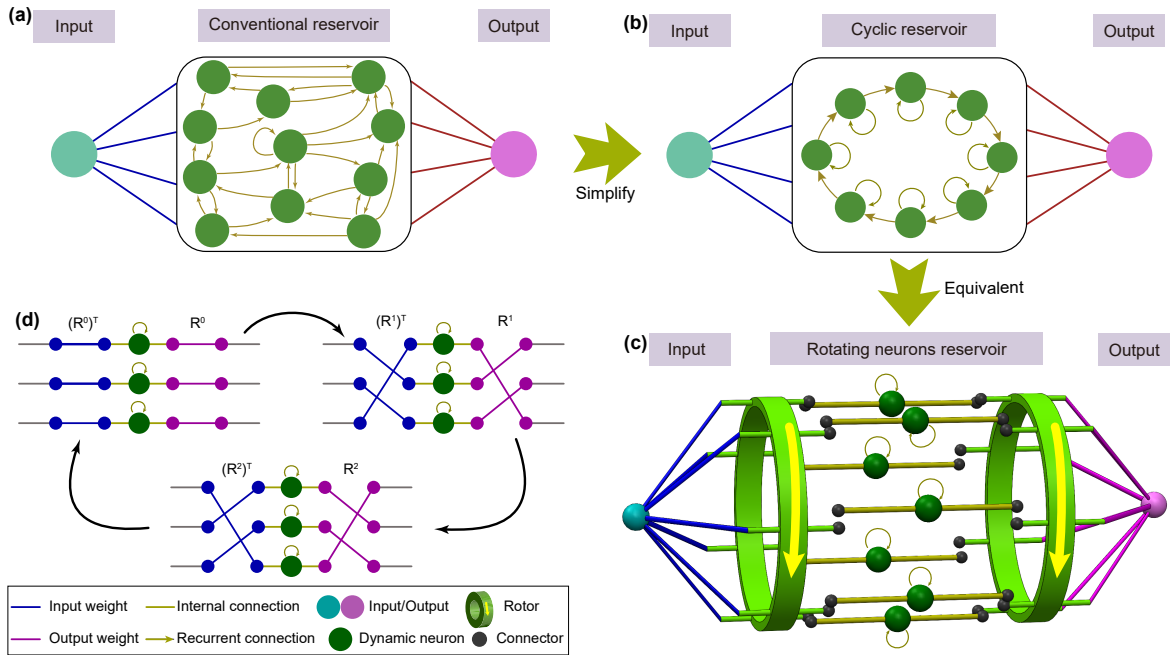 (a)
Input
Conventional reservoir
Output
Simplify
(b)
Input
Cyclic reservoir
Output
Equivalent
(c)
Input
Rotating neurons reservoir
Output
(d)
(R⁰)ᵀ
R⁰
(R¹)ᵀ
R¹
(R²)ᵀ
R²
Input weight
Internal connection
Input/Output
Rotor
Output weight
Recurrent connection
Dynamic neuron
Connector